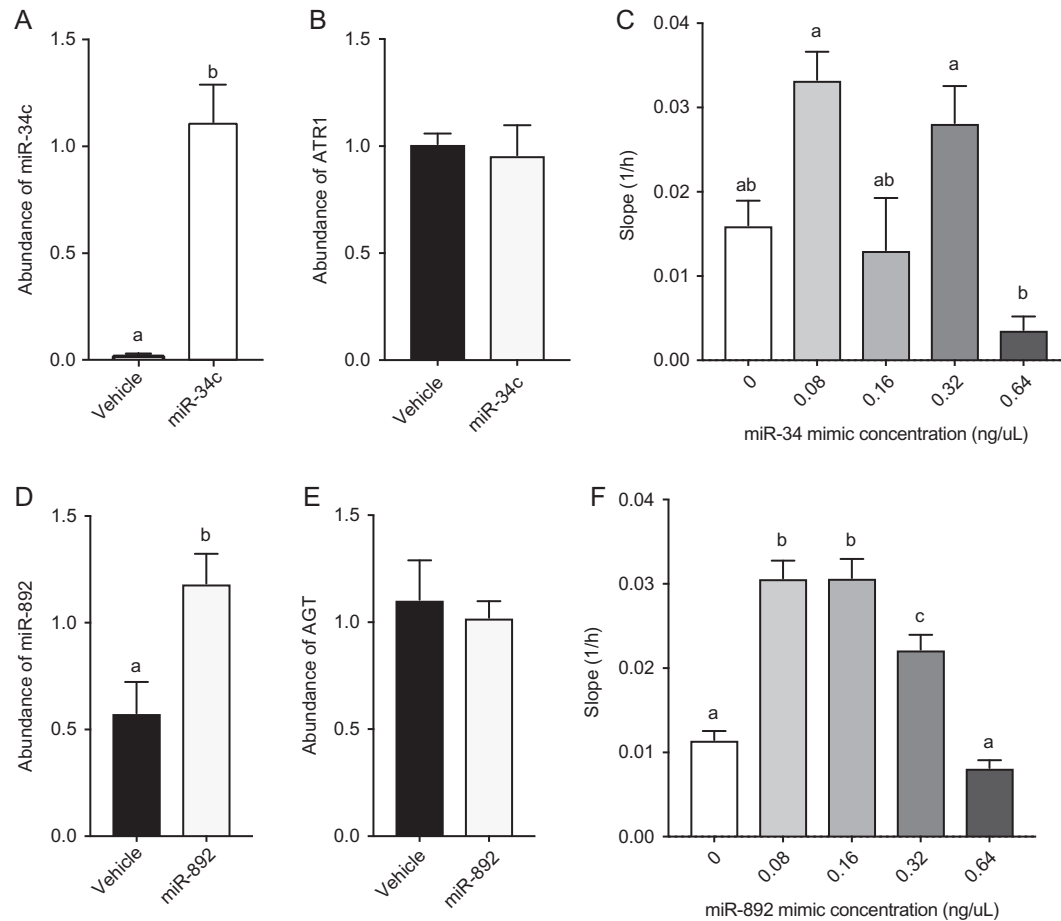 A
Abundance of miR-34c
1.5
1.0
0.5
0.0
a
b
Vehicle
miR-34c
B
Abundance of ATR1
1.5
1.0
0.5
0.0
Vehicle
miR-34c
C
Slope (1/h)
0.04
0.03
0.02
0.01
0.00
ab
a
ab
a
b
0
0.08
0.16
0.32
0.64
miR-34 mimic concentration (ng/uL)
D
Abundance of miR-892
1.5
1.0
0.5
0.0
a
b
Vehicle
miR-892
E
Abundance of AGT
1.5
1.0
0.5
0.0
Vehicle
miR-892
F
Slope (1/h)
0.04
0.03
0.02
0.01
0.00
a
b
b
c
a
0
0.08
0.16
0.32
0.64
miR-892 mimic concentration (ng/uL)